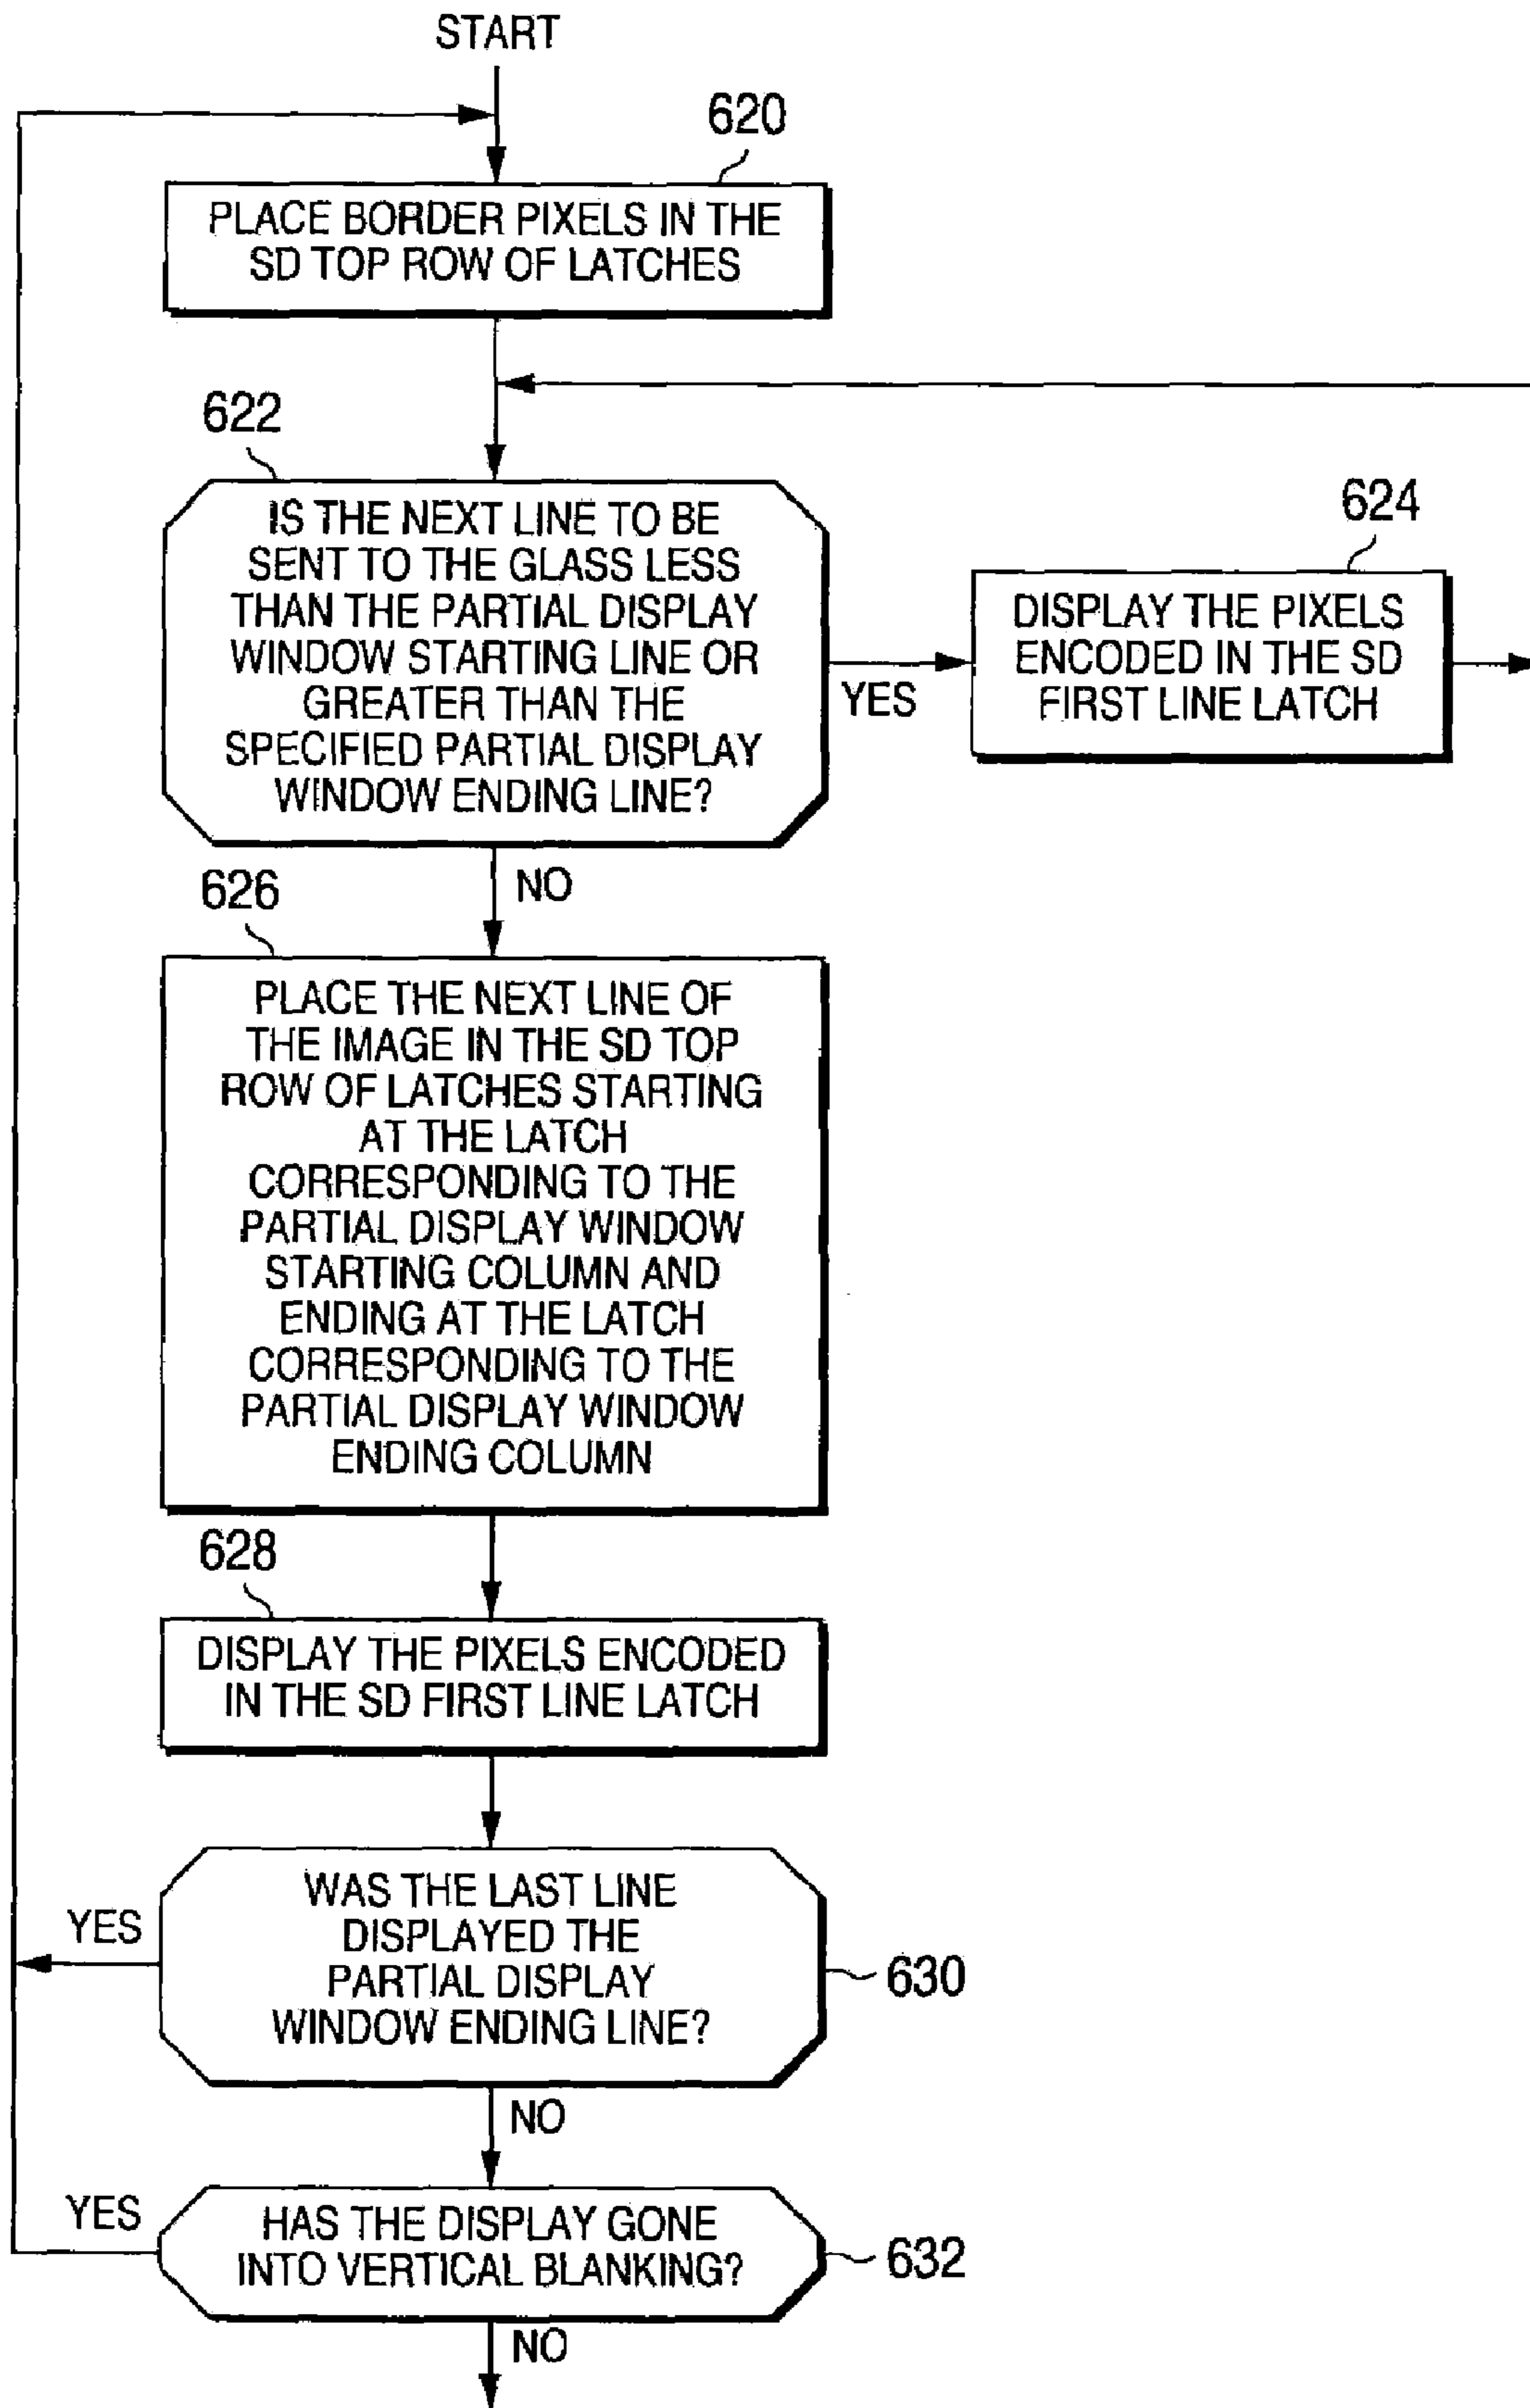 START
620
PLACE BORDER PIXELS IN THE
SD TOP ROW OF LATCHES
622
IS THE NEXT LINE TO BE
SENT TO THE GLASS LESS
THAN THE PARTIAL DISPLAY
WINDOW STARTING LINE OR
GREATER THAN THE
SPECIFIED PARTIAL DISPLAY
WINDOW ENDING LINE?
YES
624
DISPLAY THE PIXELS
ENCODED IN THE SD
FIRST LINE LATCH
NO
626
PLACE THE NEXT LINE OF
THE IMAGE IN THE SD TOP
ROW OF LATCHES STARTING
AT THE LATCH
CORRESPONDING TO THE
PARTIAL DISPLAY WINDOW
STARTING COLUMN AND
ENDING AT THE LATCH
CORRESPONDING TO THE
PARTIAL DISPLAY WINDOW
ENDING COLUMN
628
DISPLAY THE PIXELS ENCODED
IN THE SD FIRST LINE LATCH
WAS THE LAST LINE
DISPLAYED THE
PARTIAL DISPLAY
WINDOW ENDING LINE?
YES
630
NO
HAS THE DISPLAY GONE
INTO VERTICAL BLANKING?
YES
632
NO